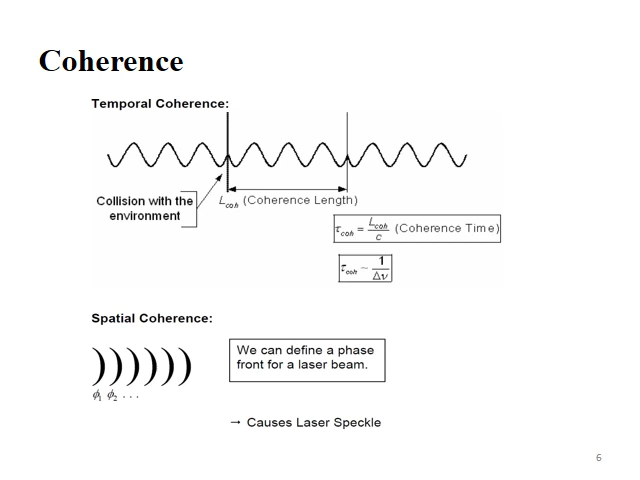 Coherence
Temporal Coherence:
Collision with the
environment
L_coh (Coherence Length)
τ_coh = L_coh / c (Coherence Time)
τ_coh ~ 1 / Δν
Spatial Coherence:
We can define a phase
front for a laser beam.
))))))
ϕ₁ ϕ₂ . . .
→ Causes Laser Speckle
6